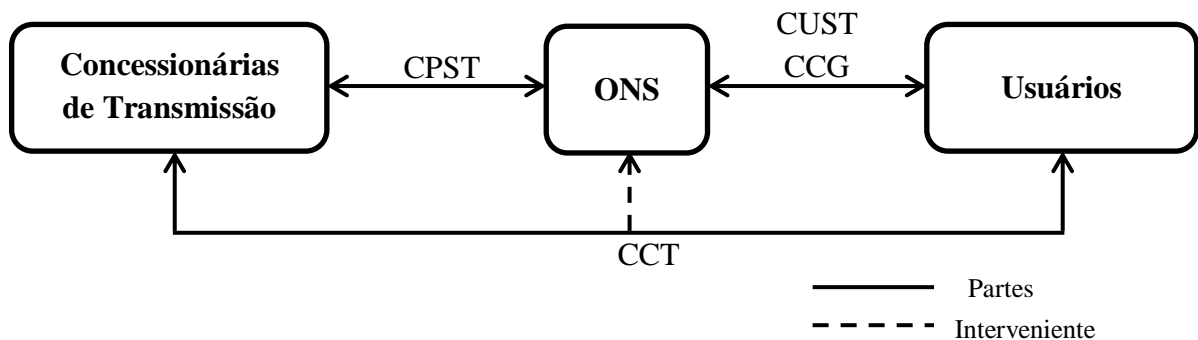 Concessionárias
de Transmissão
CPST
ONS
CUST
CCG
Usuários
CCT
Partes
Interveniente